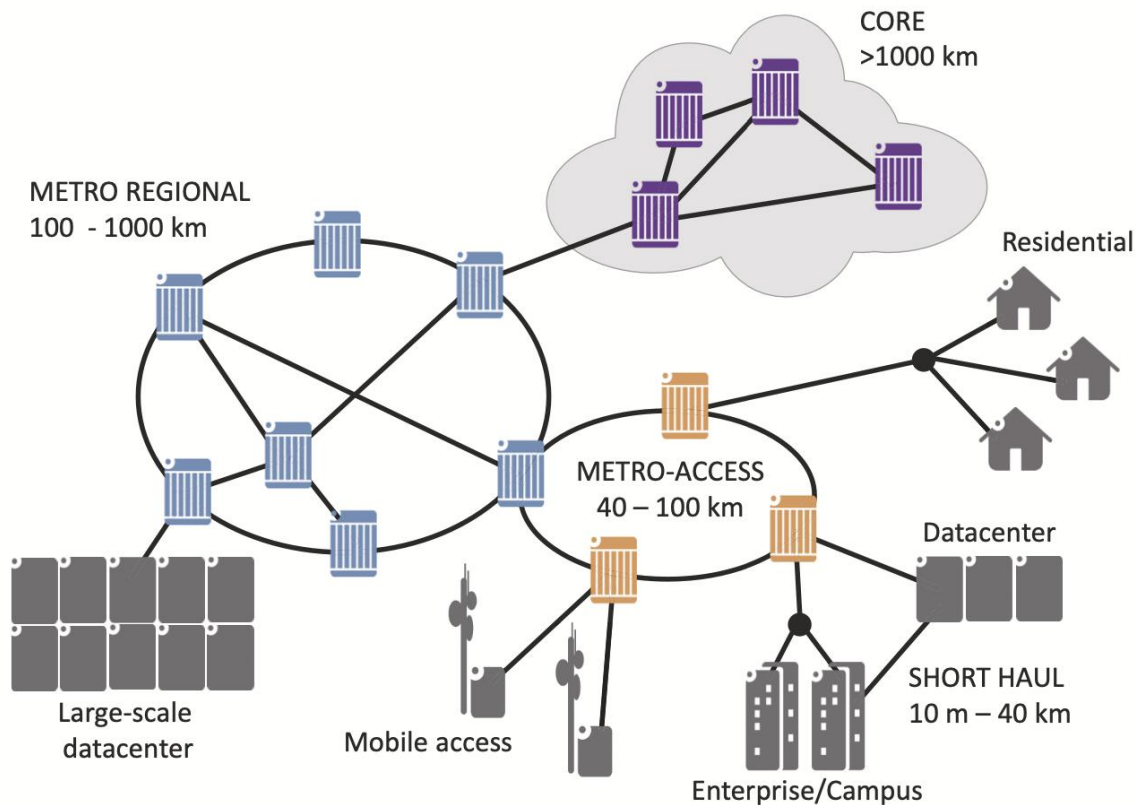 CORE
>1000 km
METRO REGIONAL
100 - 1000 km
Residential
METRO-ACCESS
40 – 100 km
Datacenter
Large-scale
datacenter
Mobile access
SHORT HAUL
10 m – 40 km
Enterprise/Campus